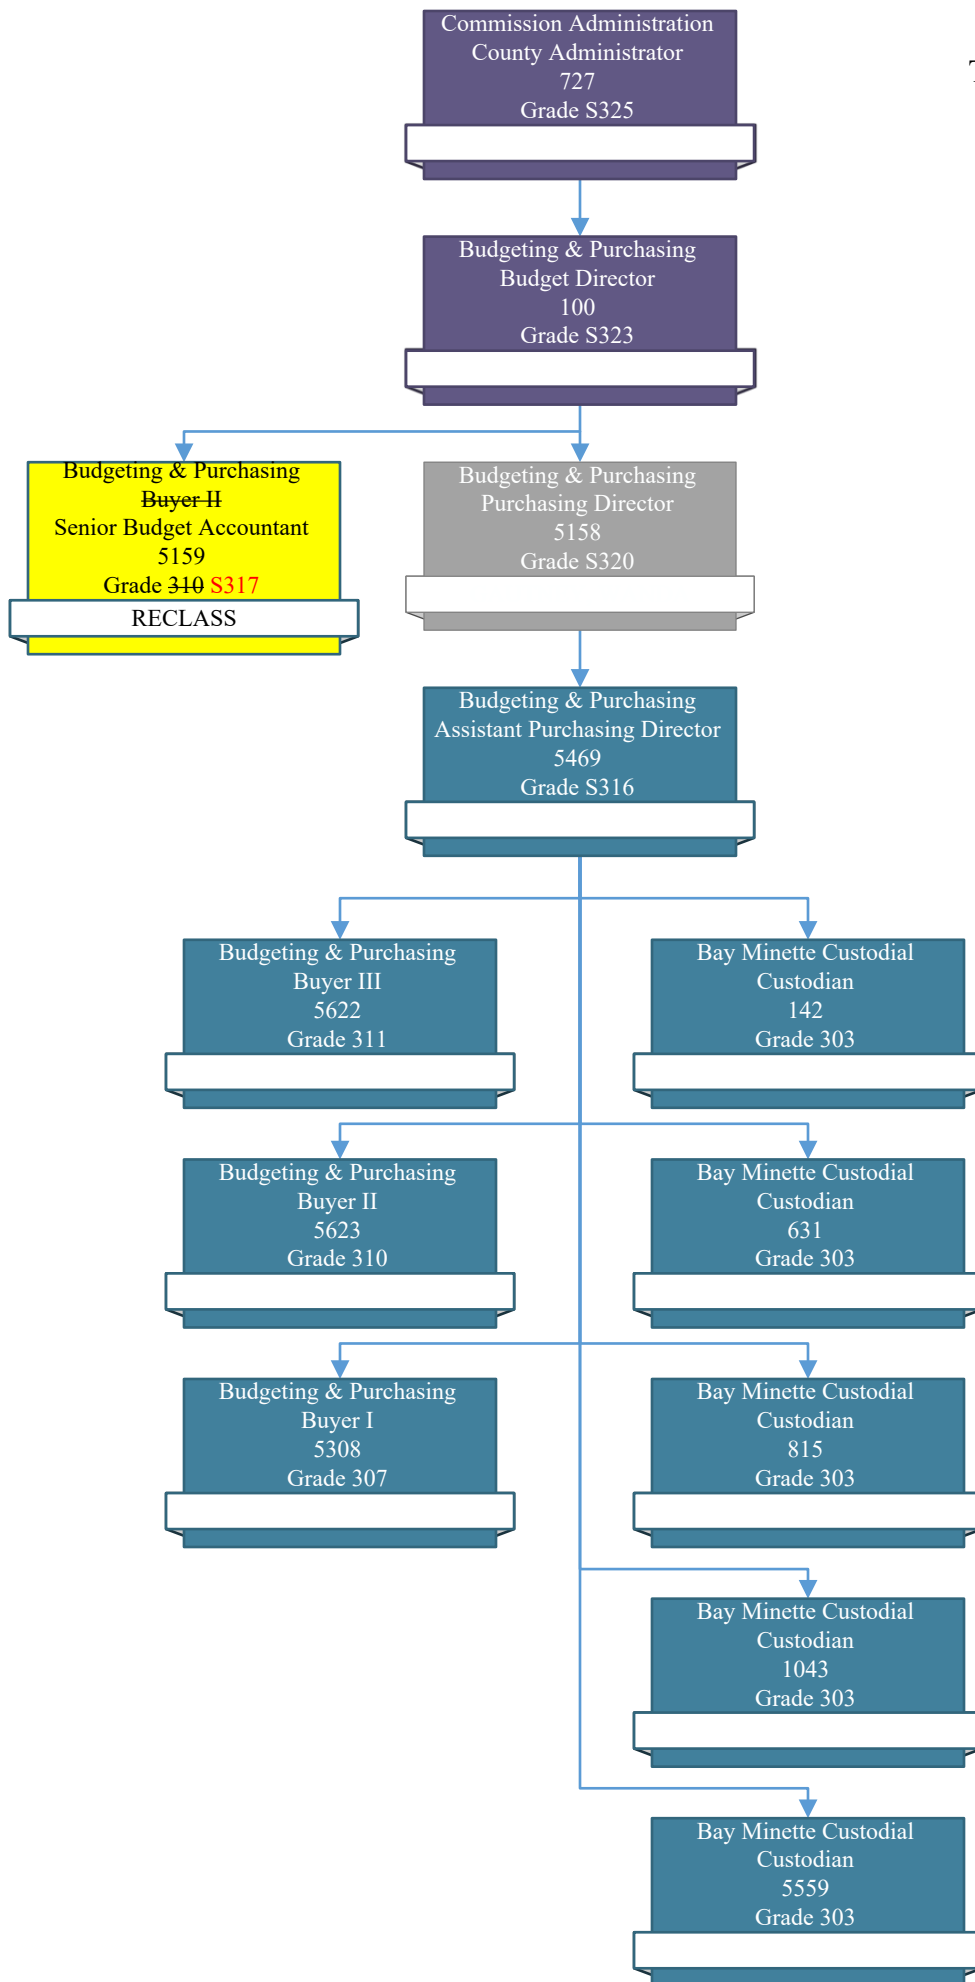 Commission Administration
County Administrator
727
Grade S325
T
Budgeting & Purchasing
Budget Director
100
Grade S323
Budgeting & Purchasing
Buyer II
Senior Budget Accountant
5159
Grade 310 S317
RECLASS
Budgeting & Purchasing
Purchasing Director
5158
Grade S320
Budgeting & Purchasing
Assistant Purchasing Director
5469
Grade S316
Budgeting & Purchasing
Buyer III
5622
Grade 311
Bay Minette Custodial
Custodian
142
Grade 303
Budgeting & Purchasing
Buyer II
5623
Grade 310
Bay Minette Custodial
Custodian
631
Grade 303
Budgeting & Purchasing
Buyer I
5308
Grade 307
Bay Minette Custodial
Custodian
815
Grade 303
Bay Minette Custodial
Custodian
1043
Grade 303
Bay Minette Custodial
Custodian
5559
Grade 303